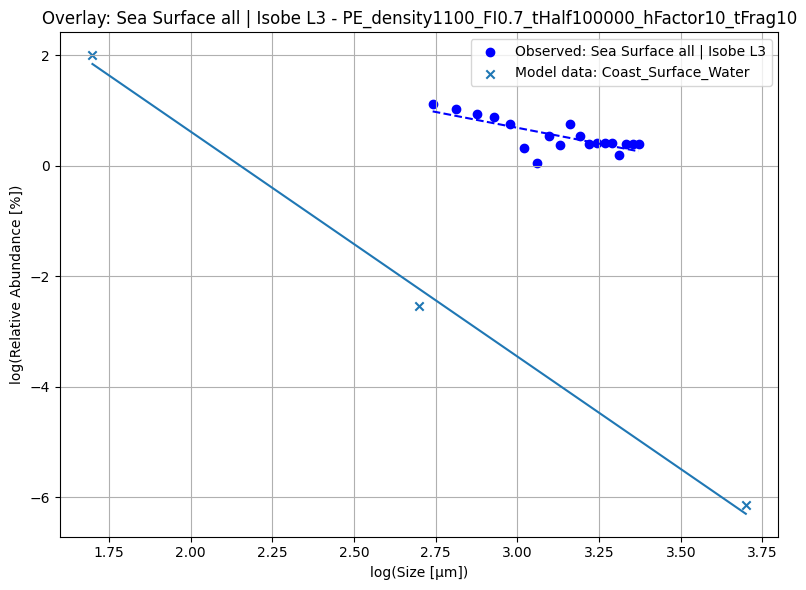 Overlay: Sea Surface all | Isobe L3 - PE_density1100_FI0.7_tHalf100000_hFactor10_tFrag10
Observed: Sea Surface all | Isobe L3
Model data: Coast_Surface_Water
log(Relative Abundance [%])
2
0
−2
−4
−6
1.75 2.00 2.25 2.50 2.75 3.00 3.25 3.50 3.75
log(Size [μm])